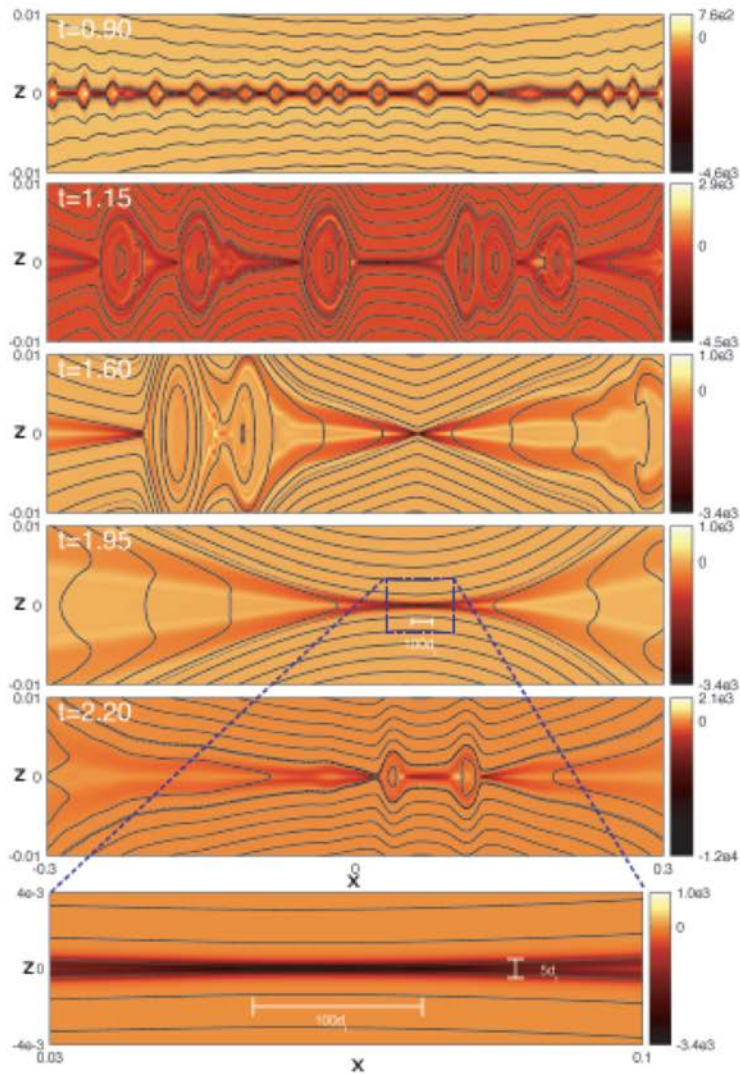 0.01
t=0.90
7.6e2
0
z 0
-0.01
-4.6e3
0.01
t=1.15
2.9e3
z 0
0
-0.01
-4.5e3
0.01
t=1.60
1.0e3
0
z 0
-0.01
-3.4e3
0.01
t=1.95
1.0e3
0
z 0
100dᵢ
-0.01
-3.4e3
0.01
t=2.20
2.1e3
0
z 0
-0.01
-1.2e4
-0.3 0 0.3
x
4e-3
1.0e3
0
z 0
5dᵢ
100dᵢ
-4e-3
-3.4e3
0.03 x 0.1